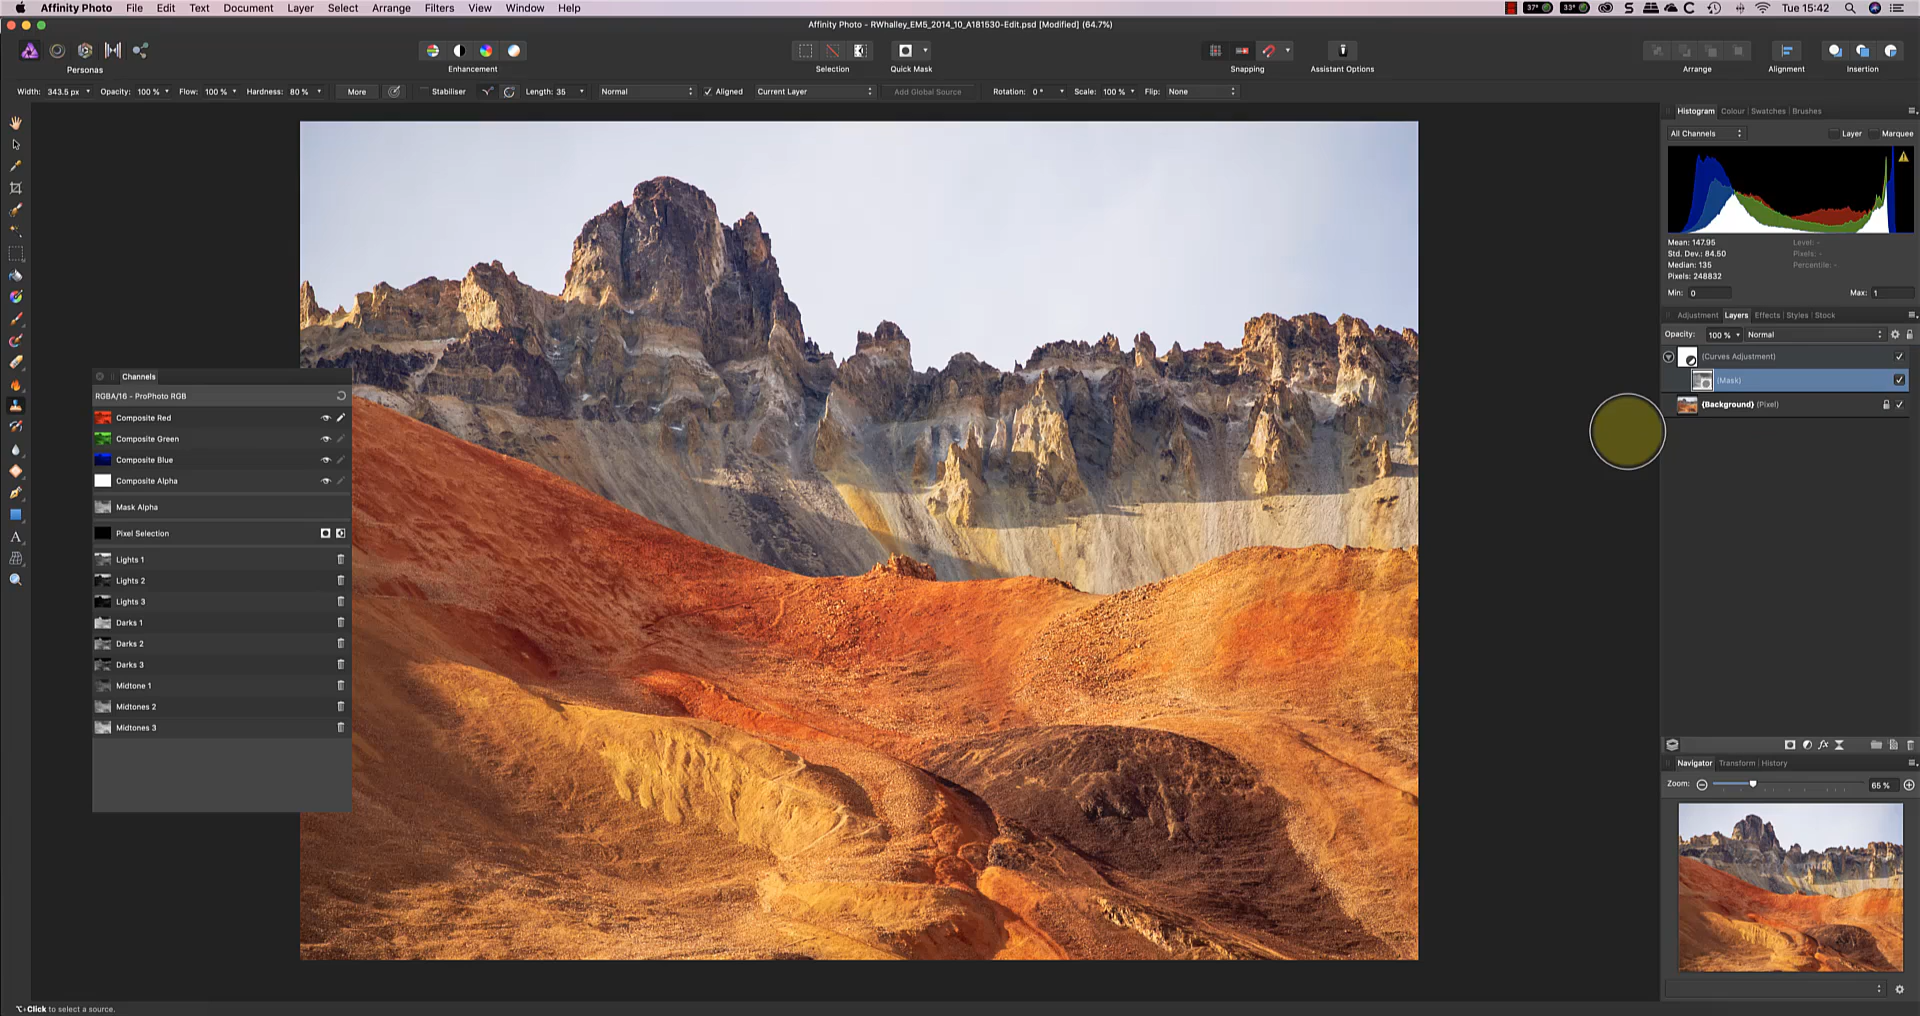 Affinity Photo File Edit Text Document Layer Select Arrange Filters View Window Help 37° 33° Tue 15:42
Affinity Photo - RWhalley_EM5_2014_10_A181530-Edit.psd [Modified] (64.7%)
Personas Enhancement Selection Quick Mask Snapping Assistant Options Arrange Alignment Insertion
Width: 343.5 px Opacity: 100 % Flow: 100 % Hardness: 80 % More Stabiliser Length: 35 Normal Aligned Current Layer Add Global Source Rotation: 0° Scale: 100 % Flip: None
Histogram Colour Swatches Brushes
All Channels Layer Marquee
Mean: 147.95 Level: -
Std. Dev.: 84.50 Pixels: -
Median: 135 Percentile: -
Pixels: 248832
Min: 0 Max: 1
Adjustment Layers Effects Styles Stock
Opacity: 100 % Normal
(Curves Adjustment)
(Mask)
(Background) (Pixel)
Channels
RGBA/16 - ProPhoto RGB
Composite Red
Composite Green
Composite Blue
Composite Alpha
Mask Alpha
Pixel Selection
Lights 1
Lights 2
Lights 3
Darks 1
Darks 2
Darks 3
Midtone 1
Midtones 2
Midtones 3
Navigator Transform History
Zoom: 65 %
⌥+Click to select a source.